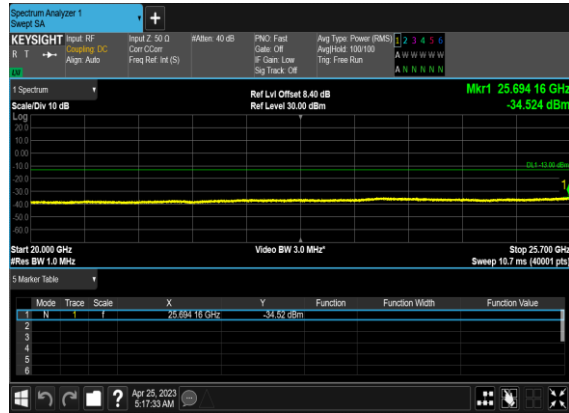 Spectrum Analyzer 1
Swept SA
+
KEYSIGHT Input: RF Input Z: 50 Ω #Atten: 40 dB PNO: Fast Avg Type: Power (RMS) 1 2 3 4 5 6
R T Coupling: DC Corr CCorr Gate: Off Avg|Hold: 100/100 A W W W W W
Align: Auto Freq Ref: Int (S) IF Gain: Low Trig: Free Run
Sig Track: Off A N N N N N
1 Spectrum Ref Lvl Offset 8.40 dB Mkr1 25.694 16 GHz
Scale/Div 10 dB Ref Level 30.00 dBm -34.524 dBm
Log
20.0
10.0
0.00
-10.0
DL1 -13.00 dBm
-20.0
1
-30.0
-40.0
-50.0
-60.0
Start 20.000 GHz Video BW 3.0 MHz* Stop 25.700 GHz
#Res BW 1.0 MHz Sweep 10.7 ms (40001 pts)
5 Marker Table
Mode Trace Scale X Y Function Function Width Function Value
1 N 1 f 25.694 16 GHz -34.52 dBm
2
3
4
5
6
? Apr 25, 2023
5:17:33 AM